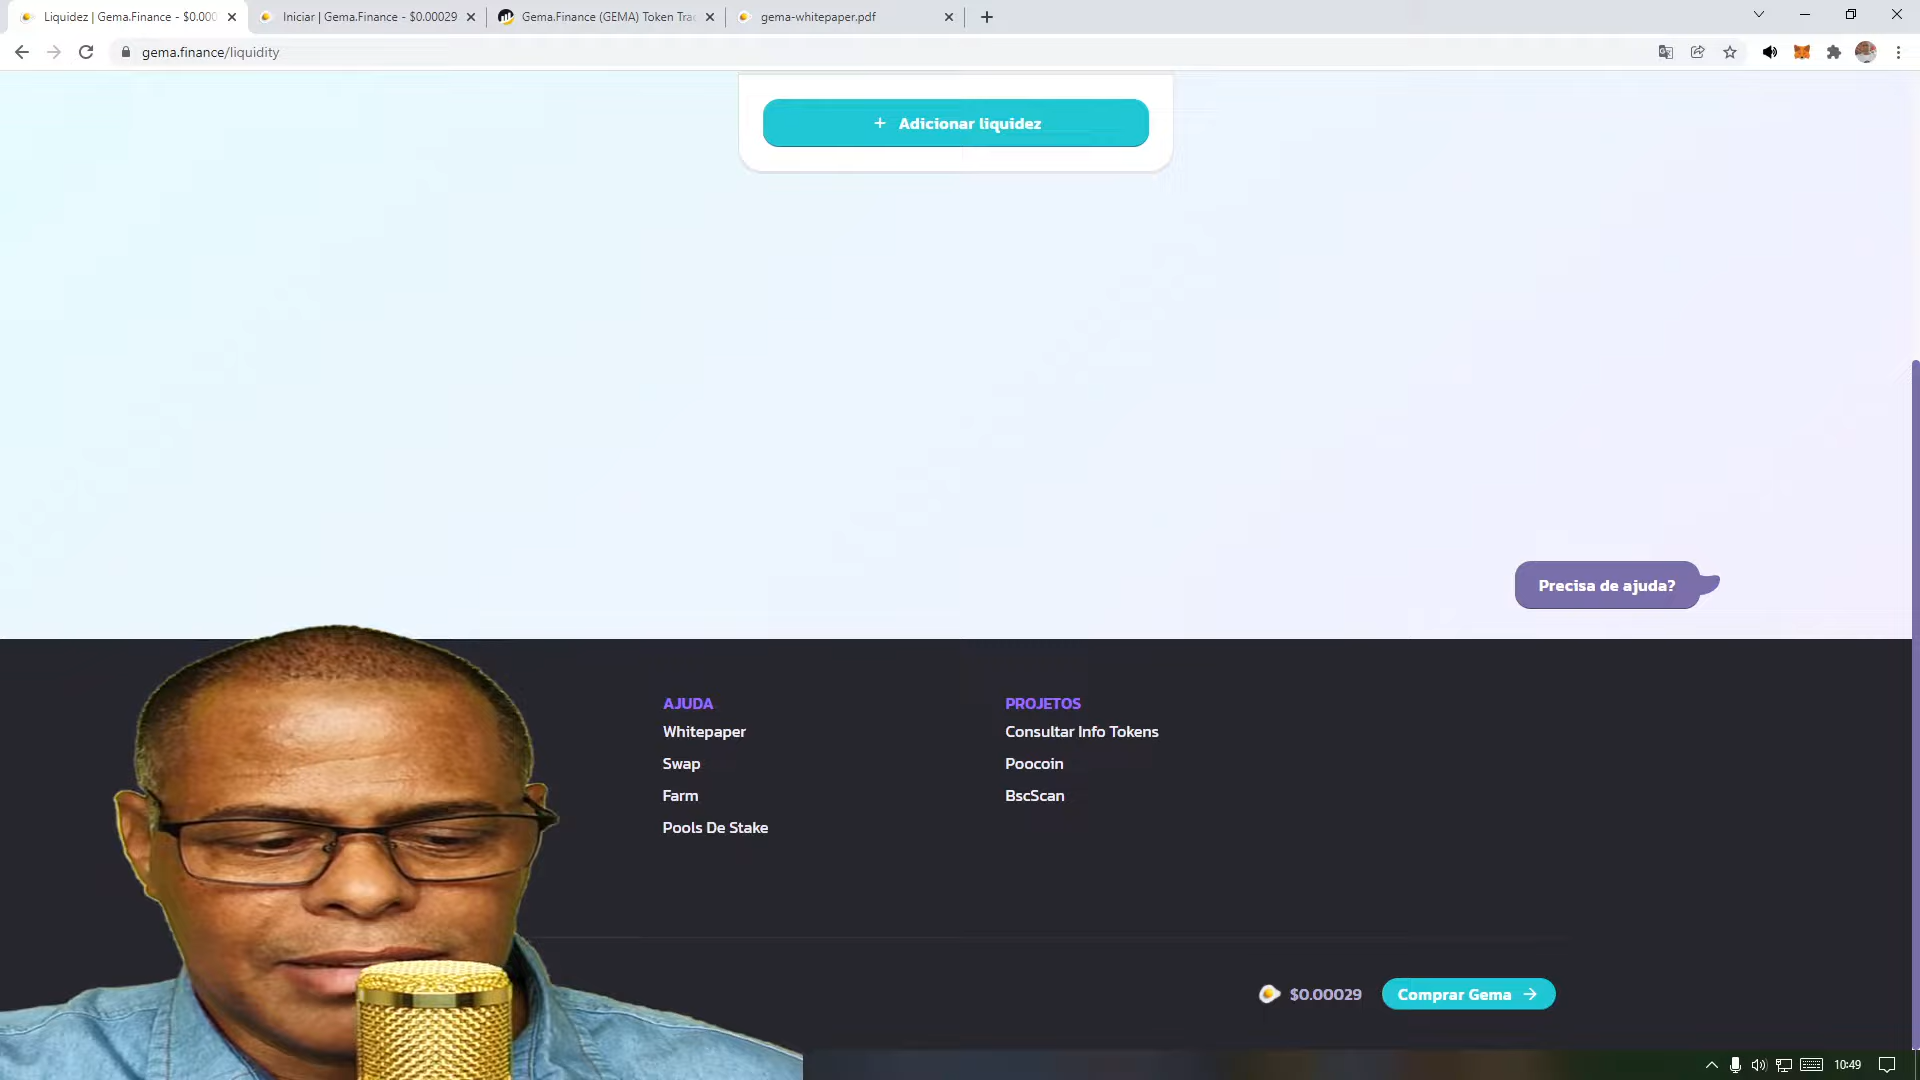 Liquidez | Gema.Finance - $0.000
Iniciar | Gema.Finance - $0.00029
Gema.Finance (GEMA) Token Trac
gema-whitepaper.pdf
gema.finance/liquidity
+ Adicionar liquidez
Precisa de ajuda?
AJUDA
Whitepaper
Swap
Farm
Pools De Stake
PROJETOS
Consultar Info Tokens
Poocoin
BscScan
$0.00029
Comprar Gema
10:49